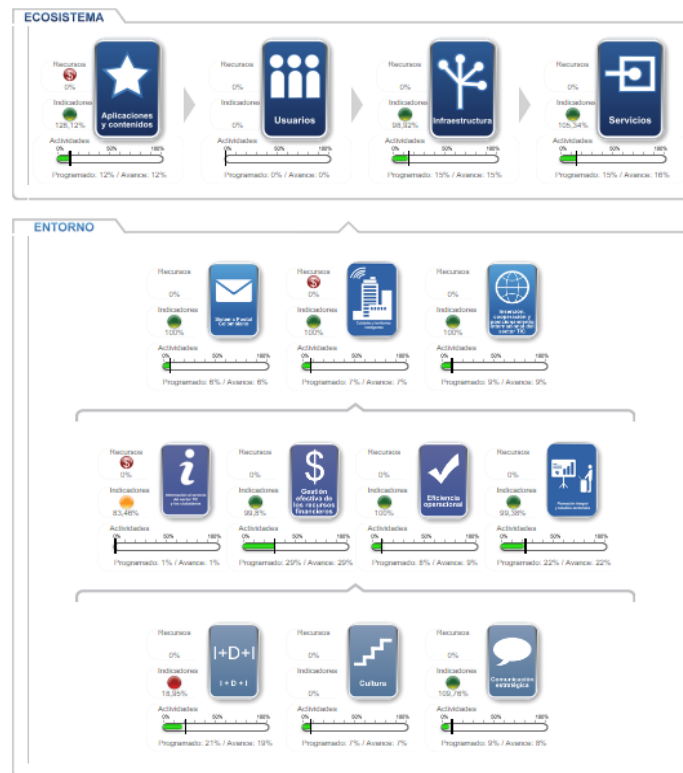 ECOSISTEMA
Recursos
0%
Indicadores
128,12%
Aplicaciones
y contenidos
Actividades
0% 50% 100%
Programado: 12% / Avance: 12%
Recursos
0%
Indicadores
0%
Usuarios
Actividades
0% 50% 100%
Programado: 0% / Avance: 0%
Recursos
0%
Indicadores
98,92%
Infraestructura
Actividades
0% 50% 100%
Programado: 15% / Avance: 15%
Recursos
0%
Indicadores
105,34%
Servicios
Actividades
0% 50% 100%
Programado: 15% / Avance: 16%
ENTORNO
Recursos
0%
Indicadores
100%
Actividades
0% 50% 100%
Programado: 6% / Avance: 6%
Recursos
0%
Indicadores
100%
Actividades
0% 50% 100%
Programado: 7% / Avance: 7%
Recursos
0%
Indicadores
100%
Inserción,
cooperación y
posicionamiento
internacional del
sector TIC
Actividades
0% 50% 100%
Programado: 9% / Avance: 9%
Recursos
0%
Indicadores
83,46%
i
Actividades
0% 50% 100%
Programado: 1% / Avance: 1%
Recursos
0%
Indicadores
99,8%
$
Gestión
efectiva de
los recursos
financieros
Actividades
0% 50% 100%
Programado: 29% / Avance: 29%
Recursos
0%
Indicadores
100%
Eficiencia
operacional
Actividades
0% 50% 100%
Programado: 8% / Avance: 9%
Recursos
0%
Indicadores
99,38%
Actividades
0% 50% 100%
Programado: 22% / Avance: 22%
Recursos
0%
Indicadores
18,95%
I+D+I
I + D + I
Actividades
0% 50% 100%
Programado: 21% / Avance: 19%
Recursos
0%
Indicadores
0%
Cultura
Actividades
0% 50% 100%
Programado: 7% / Avance: 7%
Recursos
0%
Indicadores
109,76%
Comunicación
estratégica
Actividades
0% 50% 100%
Programado: 9% / Avance: 8%